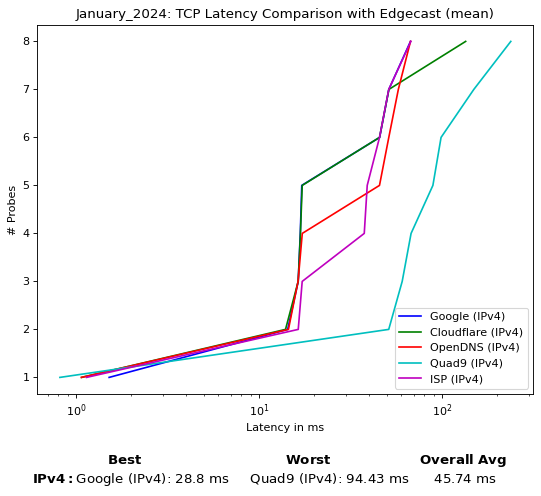 January_2024: TCP Latency Comparison with Edgecast (mean)
8
7
6
5
4
3
2
1
# Probes
10⁰ 10¹ 10²
Latency in ms
Google (IPv4)
Cloudflare (IPv4)
OpenDNS (IPv4)
Quad9 (IPv4)
ISP (IPv4)
Best Worst Overall Avg
IPv4: Google (IPv4): 28.8 ms Quad9 (IPv4): 94.43 ms 45.74 ms